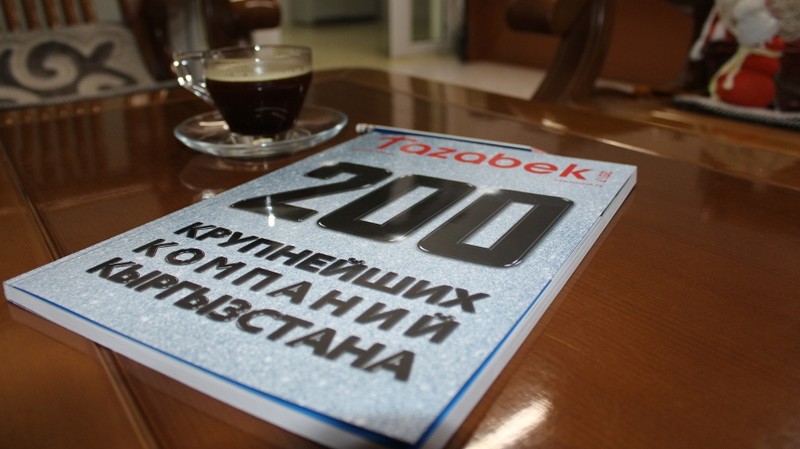 Tazabek
200
КРУПНЕЙШИХ
КОМПАНИЙ
КЫРГЫЗСТАНА